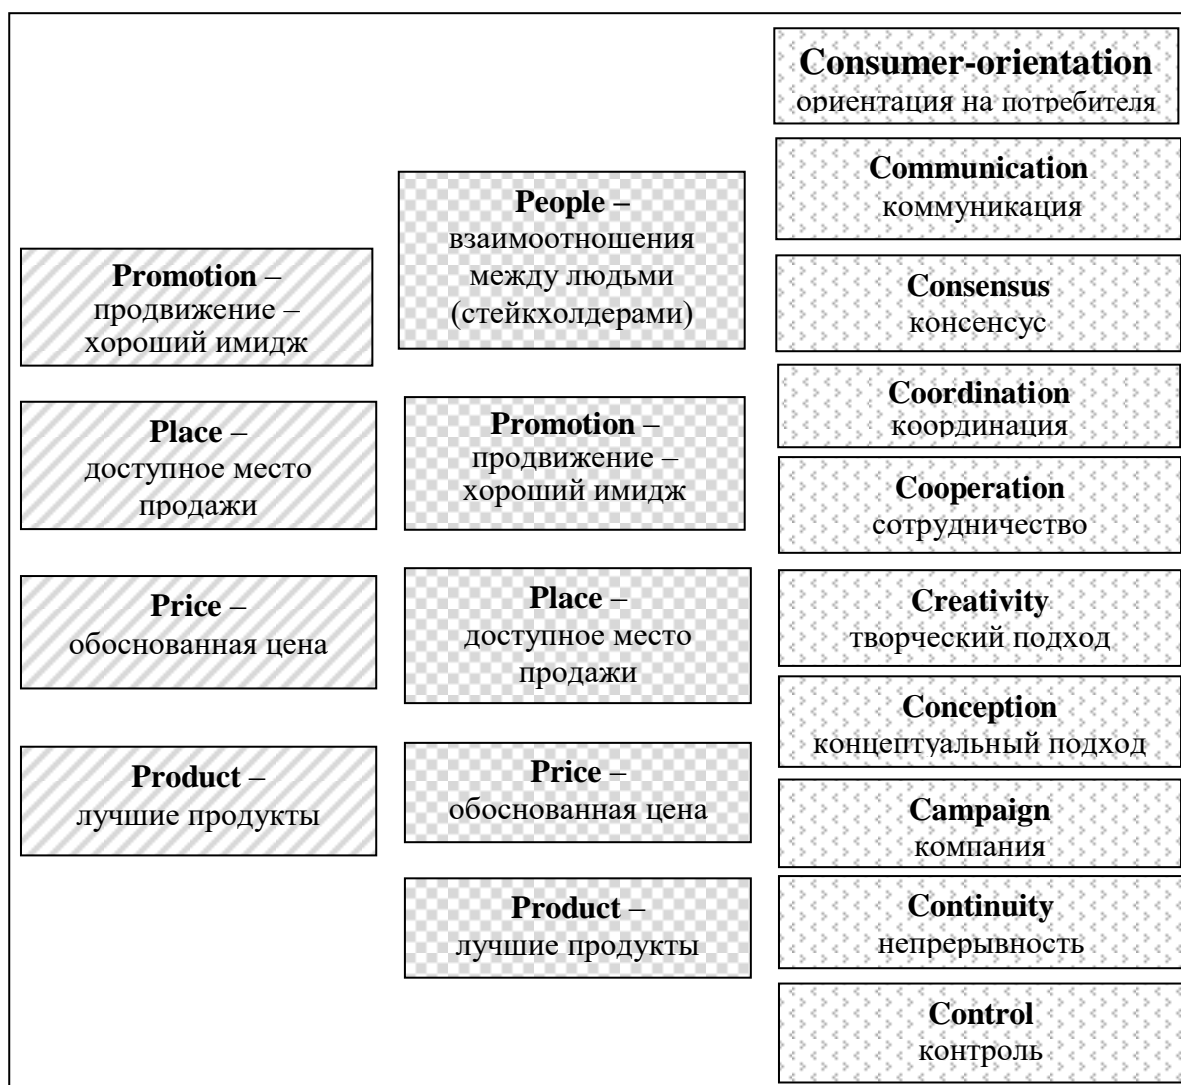 Promotion –
продвижение –
хороший имидж
Place –
доступное место
продажи
Price –
обоснованная цена
Product –
лучшие продукты
People –
взаимоотношения
между людьми
(стейкхолдерами)
Promotion –
продвижение –
хороший имидж
Place –
доступное место
продажи
Price –
обоснованная цена
Product –
лучшие продукты
Consumer-orientation
ориентация на потребителя
Communication
коммуникация
Consensus
консенсус
Coordination
координация
Cooperation
сотрудничество
Creativity
творческий подход
Conception
концептуальный подход
Campaign
компания
Continuity
непрерывность
Control
контроль